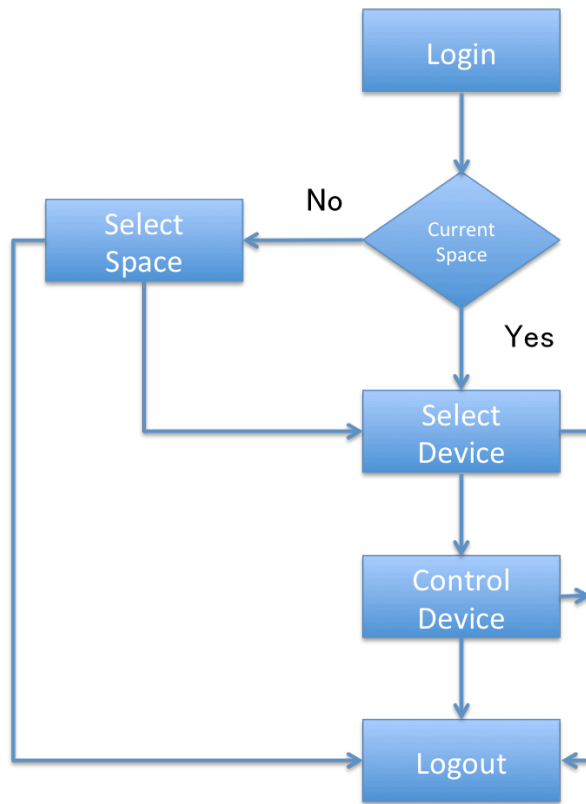 Login
No
Select
Space
Current
Space
Yes
Select
Device
Control
Device
Logout